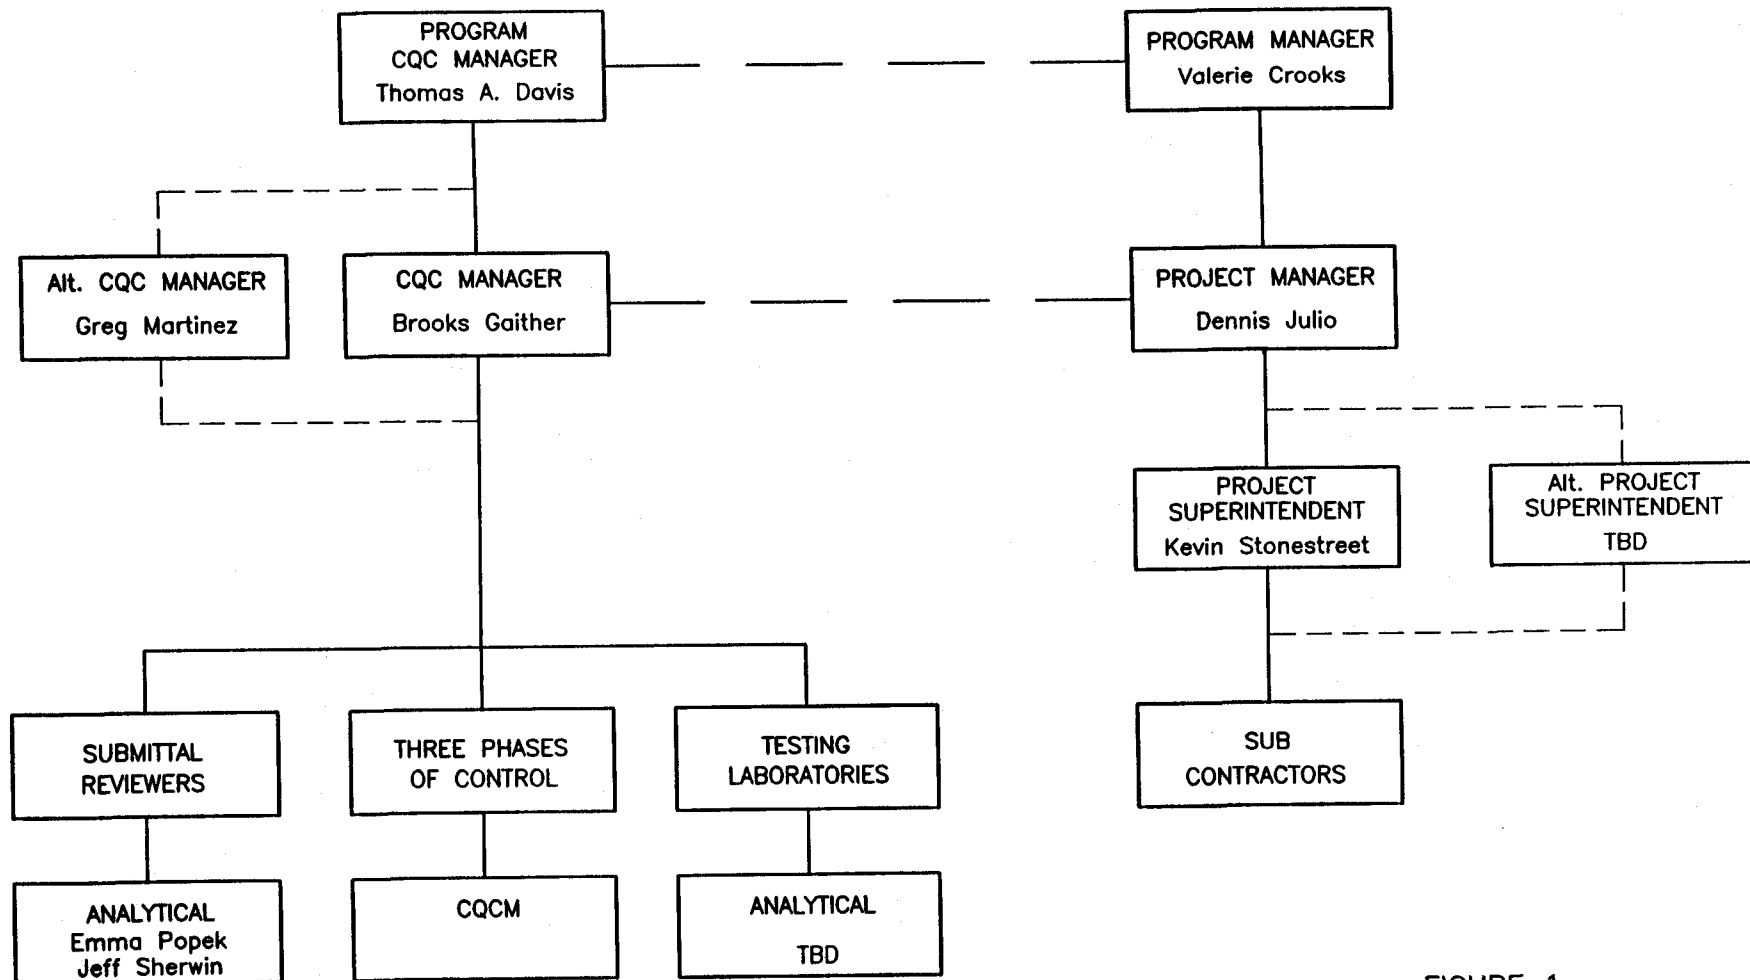 PROGRAM
CQC MANAGER
Thomas A. Davis
PROGRAM MANAGER
Valerie Crooks
Alt. CQC MANAGER
Greg Martinez
CQC MANAGER
Brooks Gaither
PROJECT MANAGER
Dennis Julio
PROJECT
SUPERINTENDENT
Kevin Stonestreet
Alt. PROJECT
SUPERINTENDENT
TBD
SUBMITTAL
REVIEWERS
THREE PHASES
OF CONTROL
TESTING
LABORATORIES
SUB
CONTRACTORS
ANALYTICAL
Emma Popek
Jeff Sherwin
CQCM
ANALYTICAL
TBD
FIGURE 1